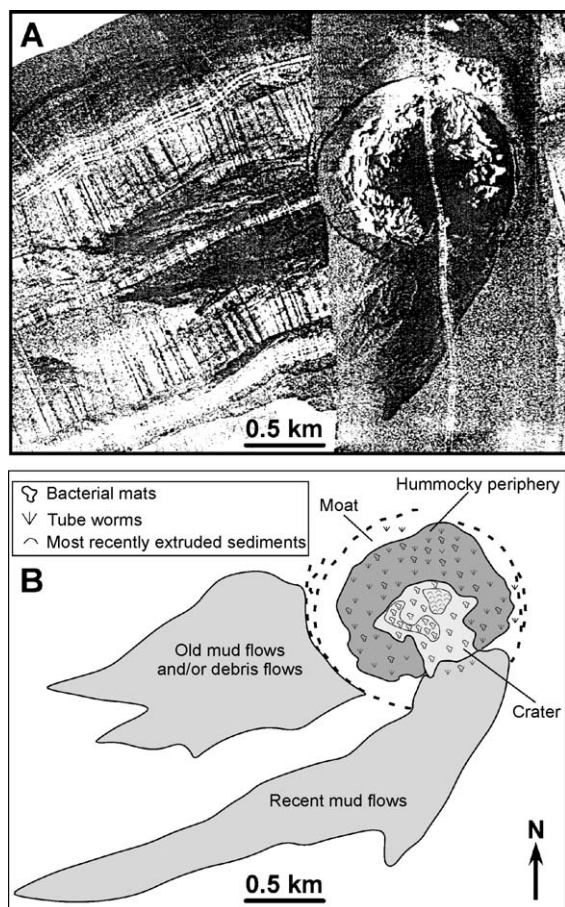 A
0.5 km
Bacterial mats
Tube worms
Most recently extruded sediments
Hummocky periphery
Moat
B
Old mud flows
and/or debris flows
Crater
Recent mud flows
N
0.5 km